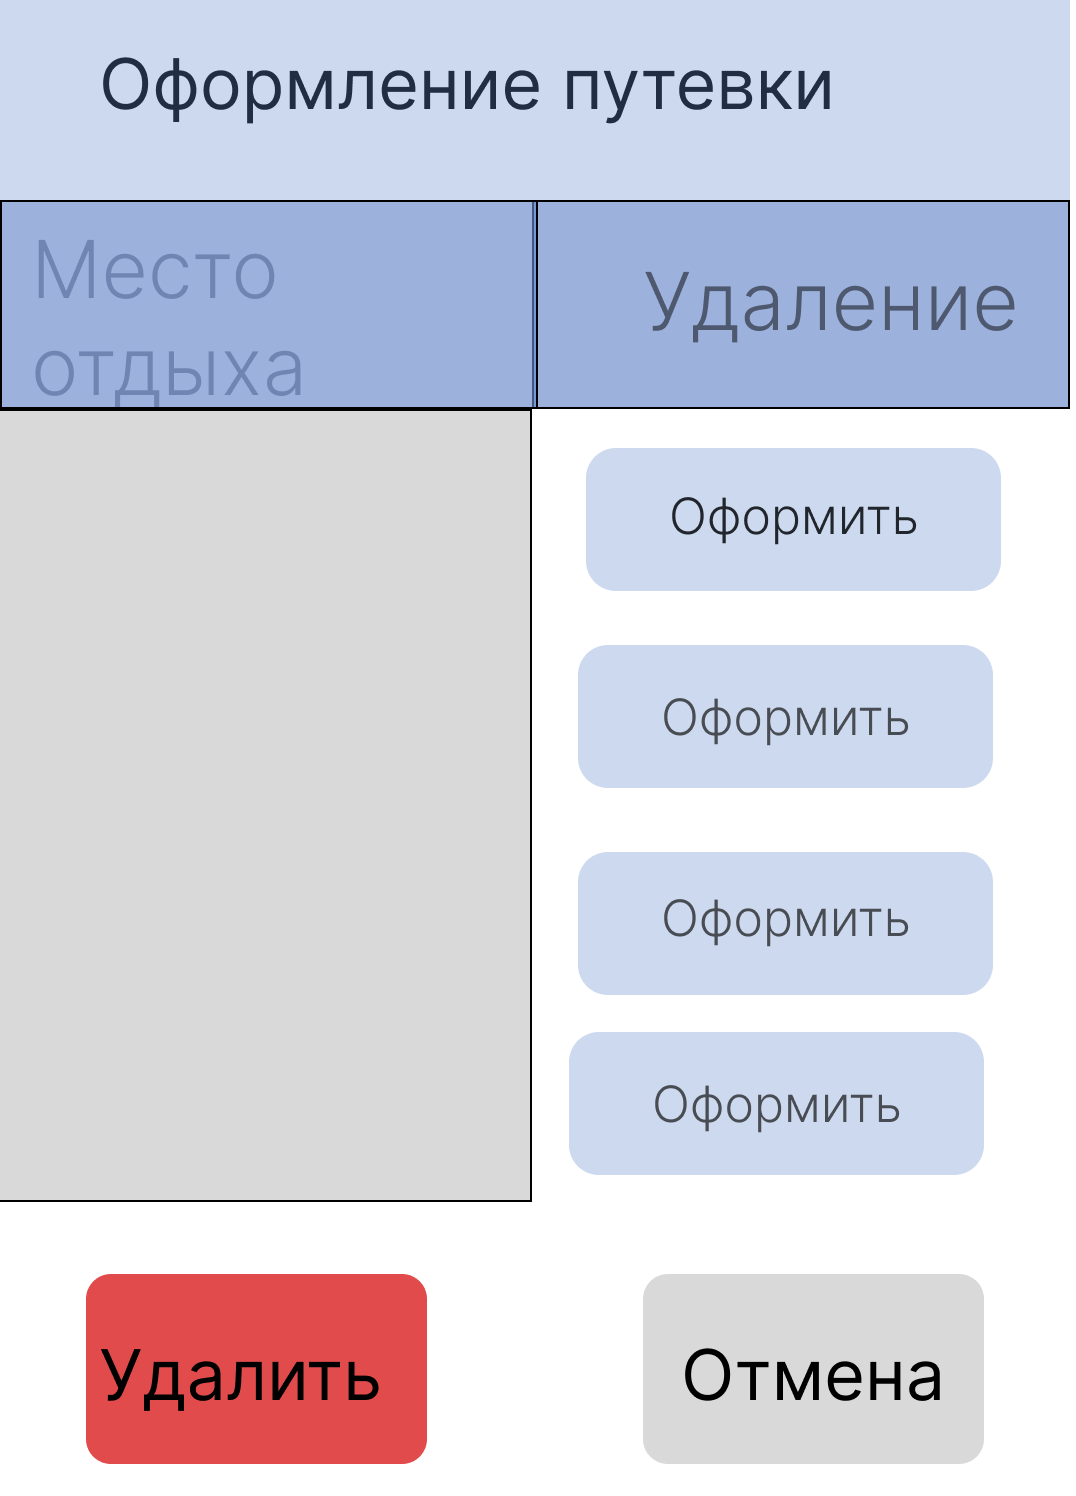 Оформление путевки
Место
отдыха
Удаление
Оформить
Оформить
Оформить
Оформить
Удалить
Отмена